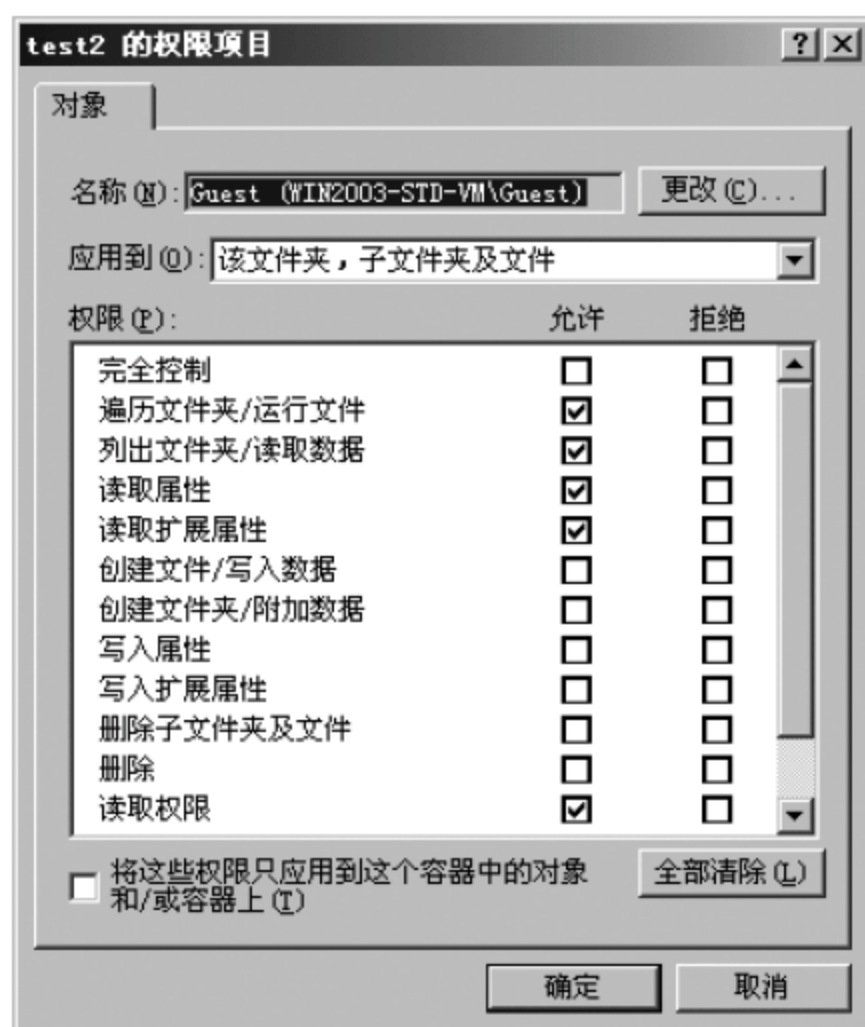 test2 的权限项目
对象
名称(N): Guest (WIN2003-STD-VM\Guest) 更改(C)...
应用到(O): 该文件夹，子文件夹及文件
权限(P): 允许 拒绝
完全控制
遍历文件夹/运行文件
列出文件夹/读取数据
读取属性
读取扩展属性
创建文件/写入数据
创建文件夹/附加数据
写入属性
写入扩展属性
删除子文件夹及文件
删除
读取权限
将这些权限只应用到这个容器中的对象 全部清除(L)
和/或容器上(T)
确定 取消